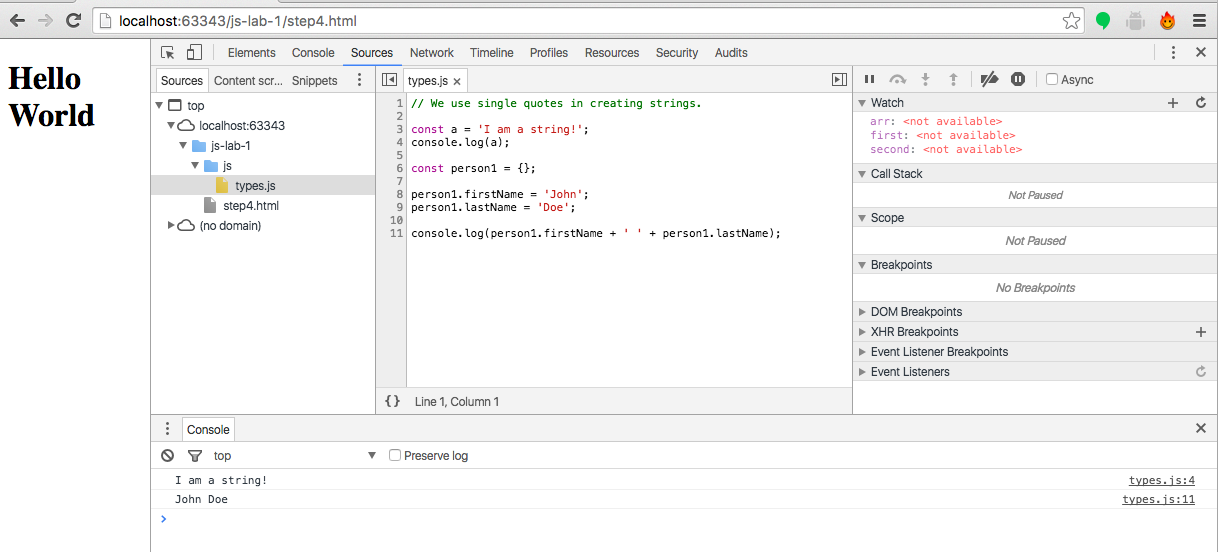 localhost:63343/js-lab-1/step4.html
Hello
World
Elements Console Sources Network Timeline Profiles Resources Security Audits
Sources Content scr... Snippets
top
localhost:63343
js-lab-1
js
types.js
step4.html
(no domain)
types.js
1 // We use single quotes in creating strings.
2
3 const a = 'I am a string!';
4 console.log(a);
5
6 const person1 = {};
7
8 person1.firstName = 'John';
9 person1.lastName = 'Doe';
10
11 console.log(person1.firstName + ' ' + person1.lastName);
{} Line 1, Column 1
Async
Watch
arr: <not available>
first: <not available>
second: <not available>
Call Stack
Not Paused
Scope
Not Paused
Breakpoints
No Breakpoints
DOM Breakpoints
XHR Breakpoints
Event Listener Breakpoints
Event Listeners
Console
top Preserve log
I am a string! types.js:4
John Doe types.js:11
>